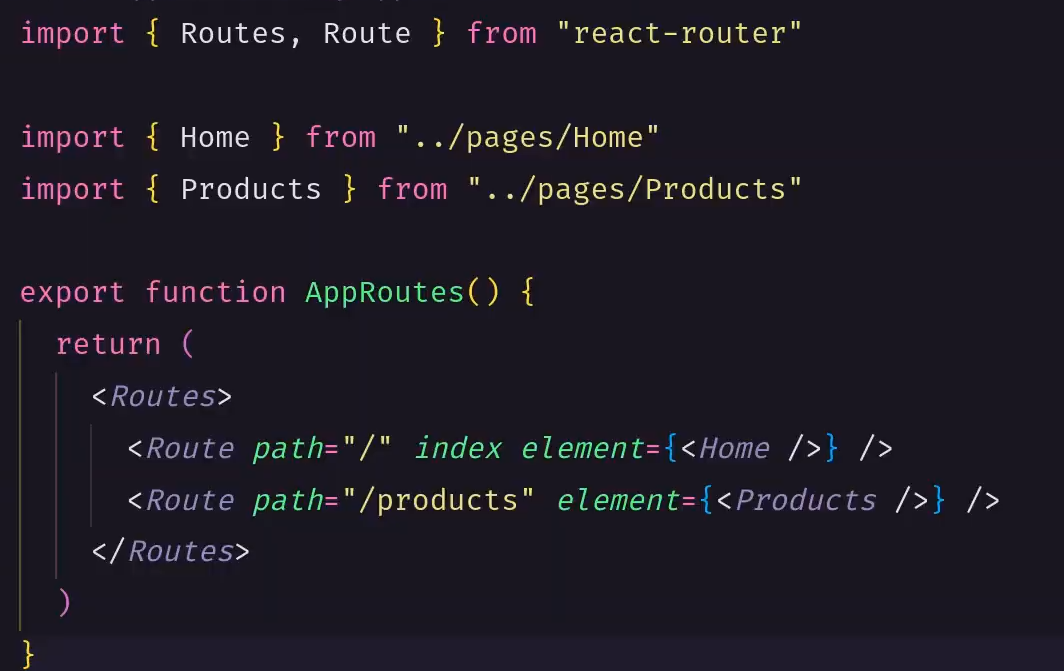 import { Routes, Route } from "react-router"
import { Home } from "../pages/Home"
import { Products } from "../pages/Products"
export function AppRoutes() {
return (
<Routes>
<Route path="/" index element={<Home />} />
<Route path="/products" element={<Products />} />
</Routes>
)
}